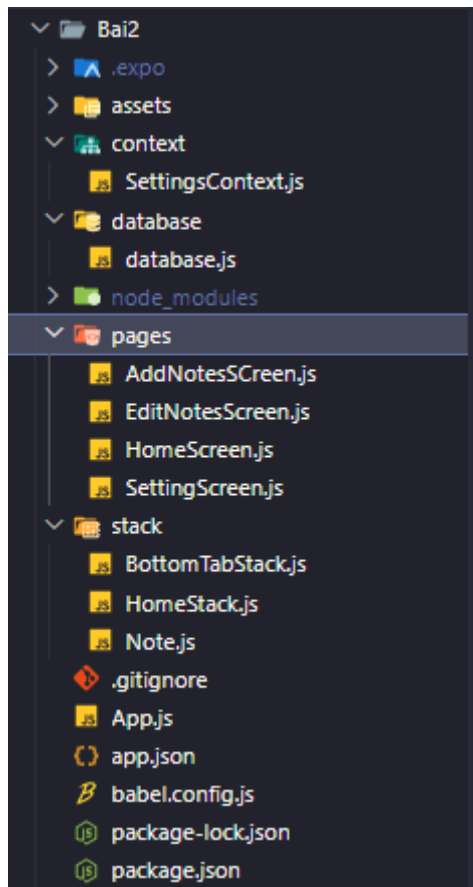 Bai2
.expo
assets
context
SettingsContext.js
database
database.js
node_modules
pages
AddNotesSCreen.js
EditNotesScreen.js
HomeScreen.js
SettingScreen.js
stack
BottomTabStack.js
HomeStack.js
Note.js
.gitignore
App.js
app.json
babel.config.js
package-lock.json
package.json